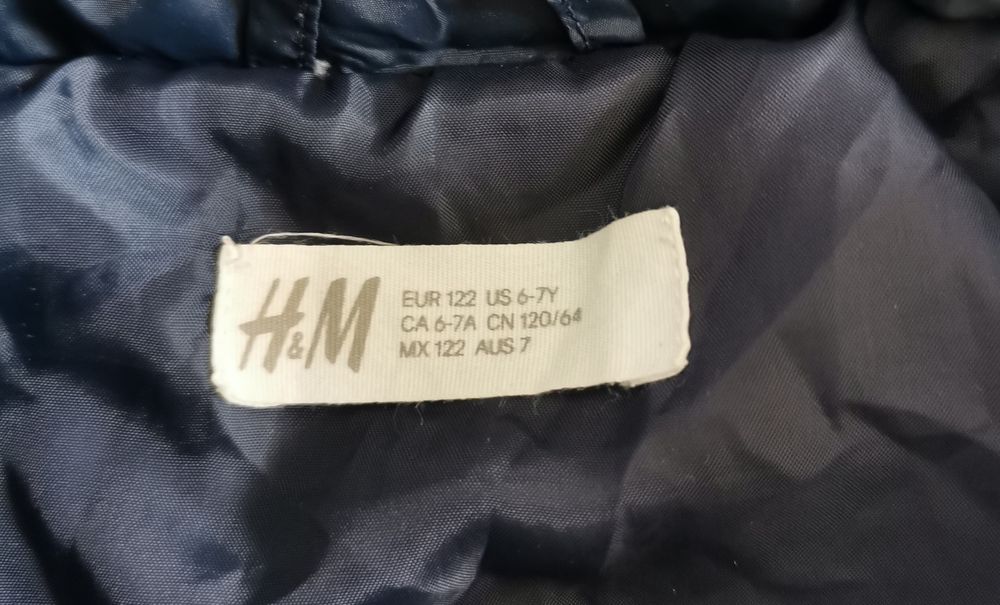 H&M
EUR 122 US 6-7Y
CA 6-7A CN 120/64
MX 122 AUS 7